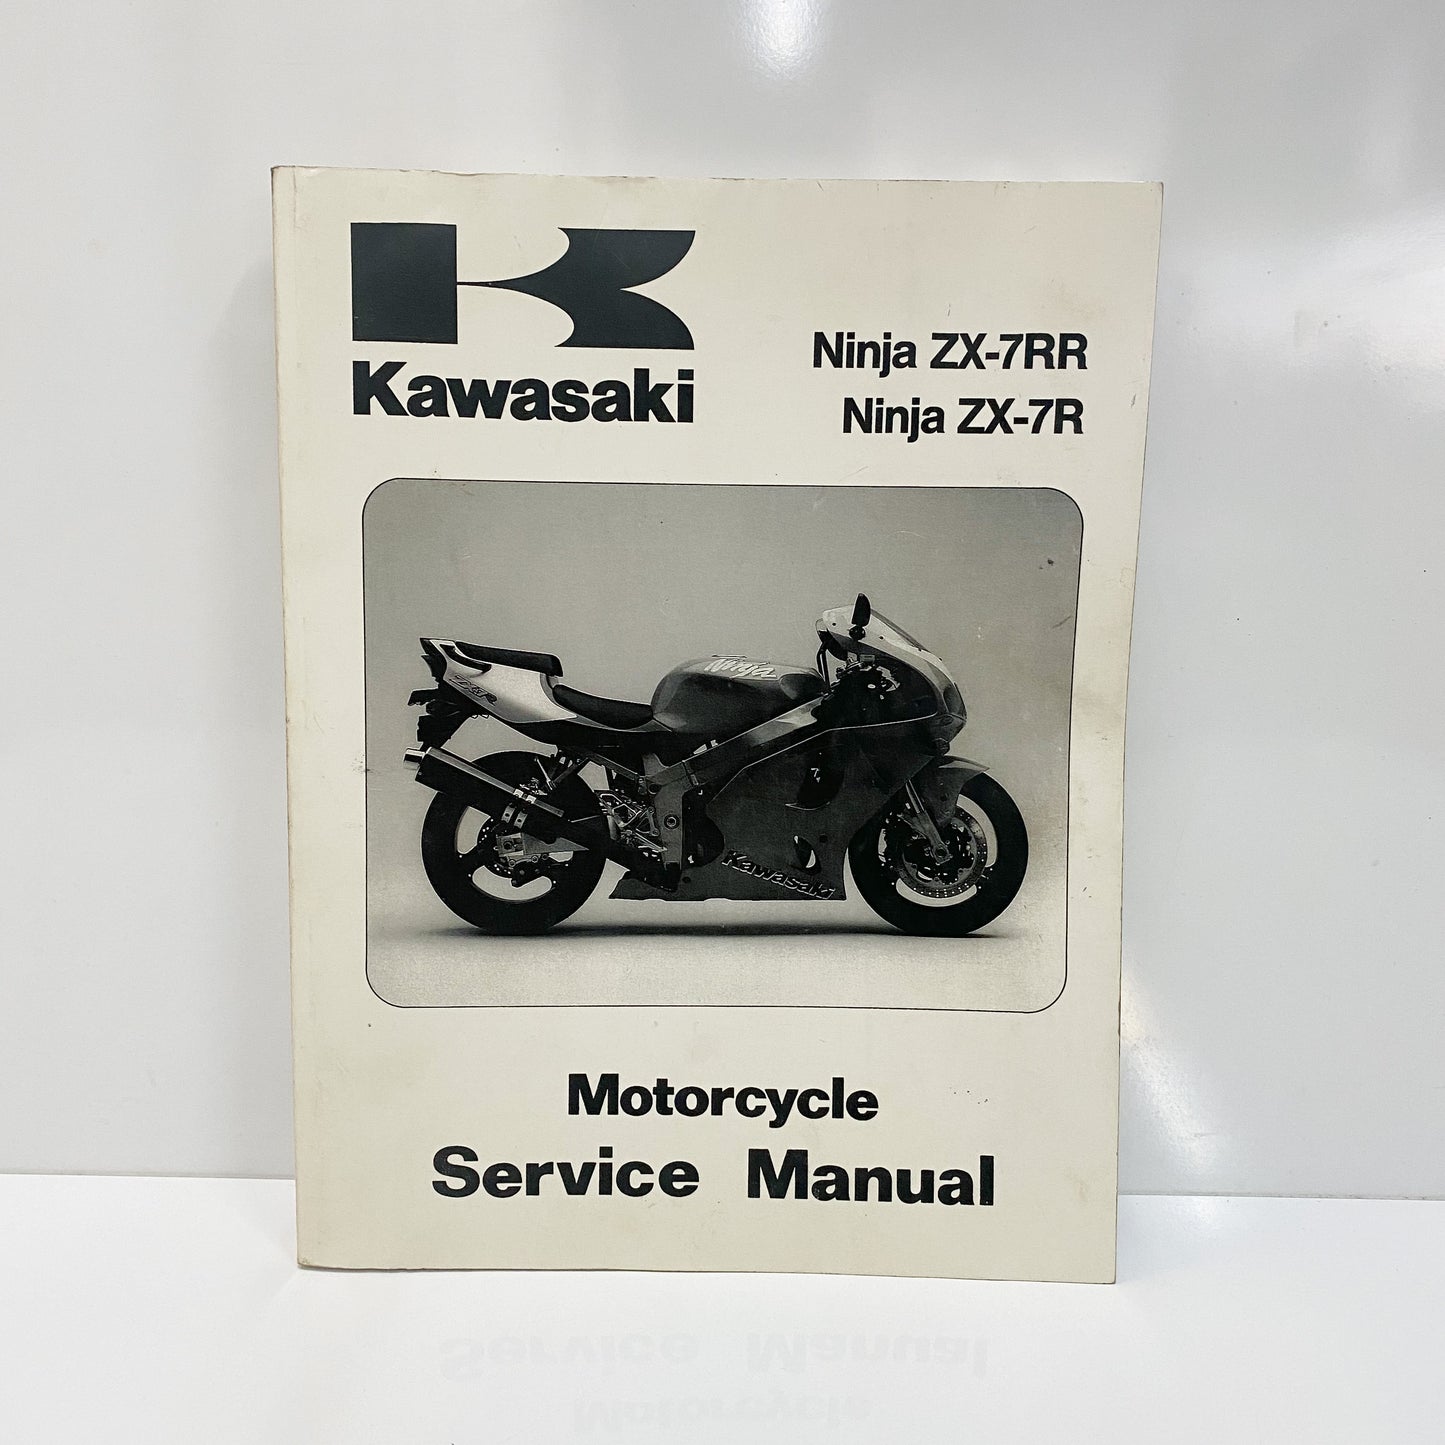 Kawasaki
Ninja ZX-7RR
Ninja ZX-7R
Ninja
ZX-7R
Kawasaki
Motorcycle
Service Manual